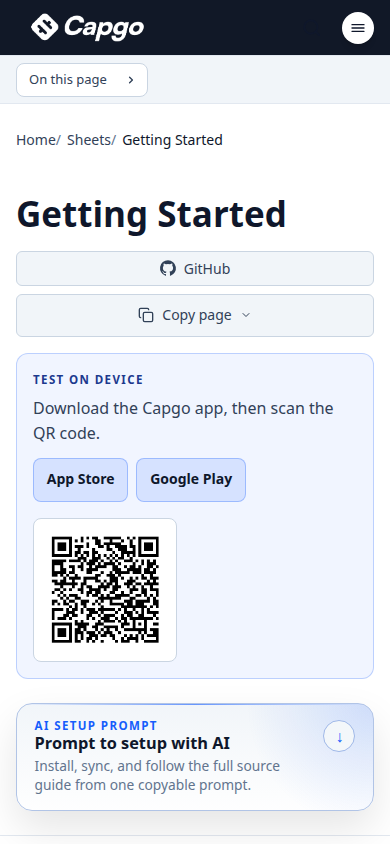 Capgo
On this page
Home/ Sheets/ Getting Started
Getting Started
GitHub
Copy page
TEST ON DEVICE
Download the Capgo app, then scan the
QR code.
App Store Google Play
AI SETUP PROMPT
Prompt to setup with AI
Install, sync, and follow the full source
guide from one copyable prompt.